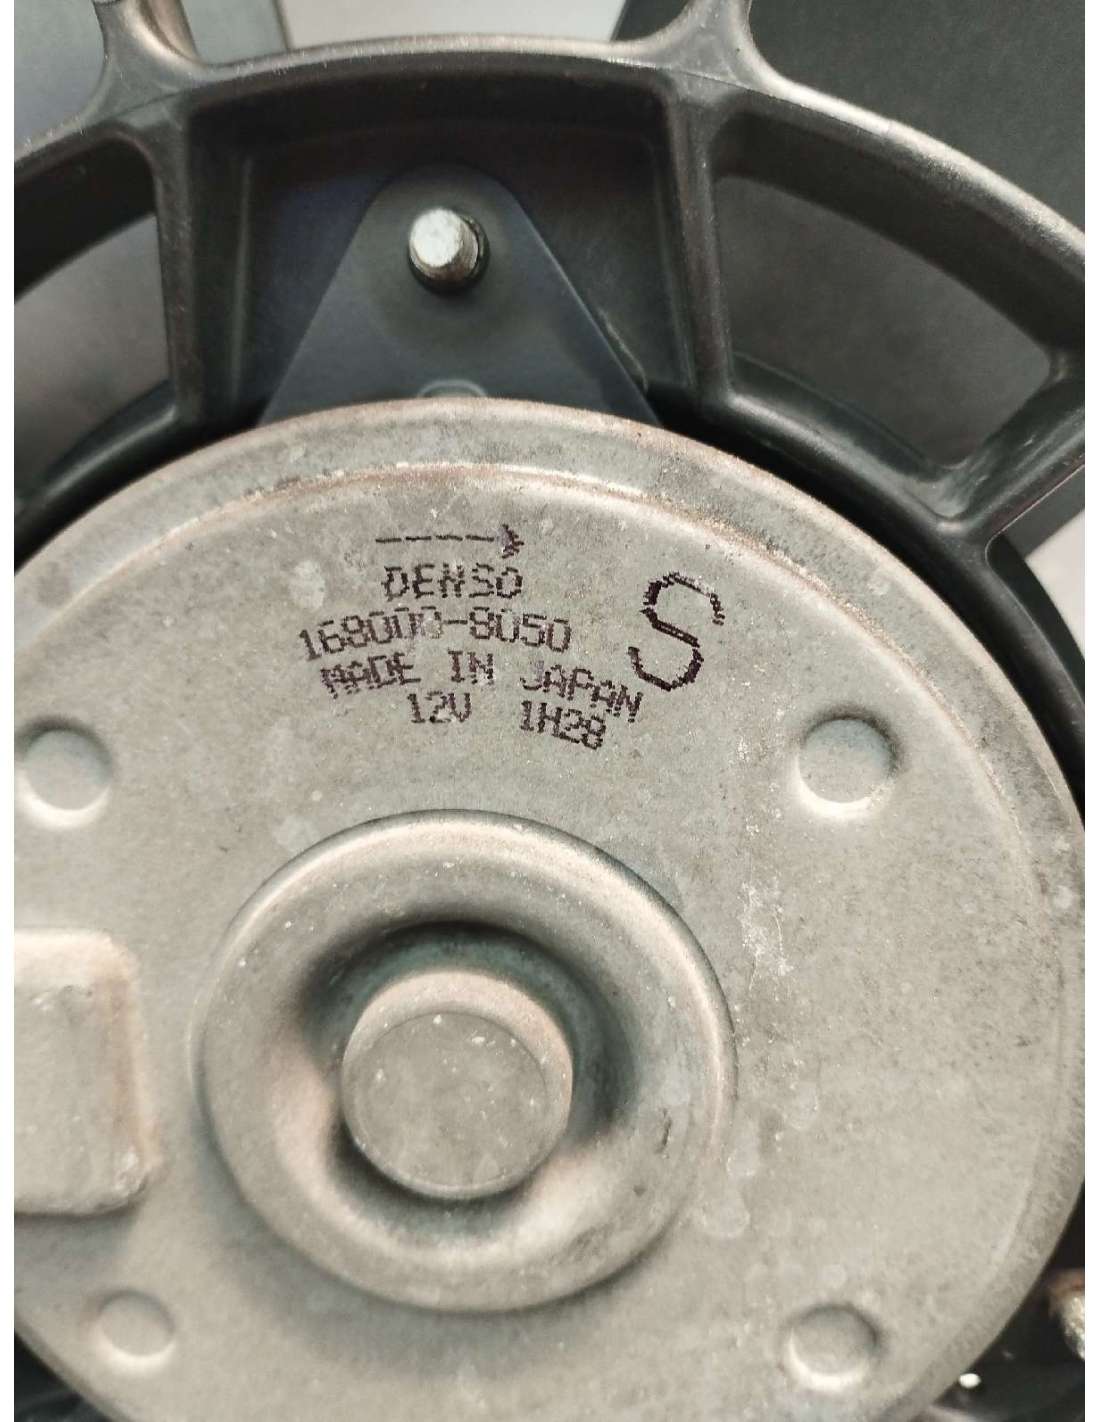 DENSO
168000-8050
S
MADE IN JAPAN
12V 1H28